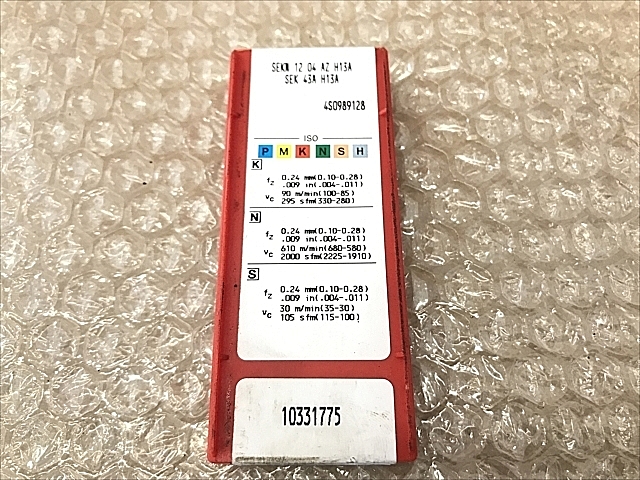 SEKN 12 04 AZ H13A
SEK 43A H13A
4S0989128
ISO
P M K N S H
K
fz 0.24 mm(0.10-0.28)
.009 in(.004-.011)
vc 90 m/min(100-85)
295 sfm(330-280)
N
fz 0.24 mm(0.10-0.28)
.009 in(.004-.011)
vc 610 m/min(680-580)
2000 sfm(2225-1910)
S
fz 0.24 mm(0.10-0.28)
.009 in(.004-.011)
vc 30 m/min(35-30)
105 sfm(115-100)
10331775